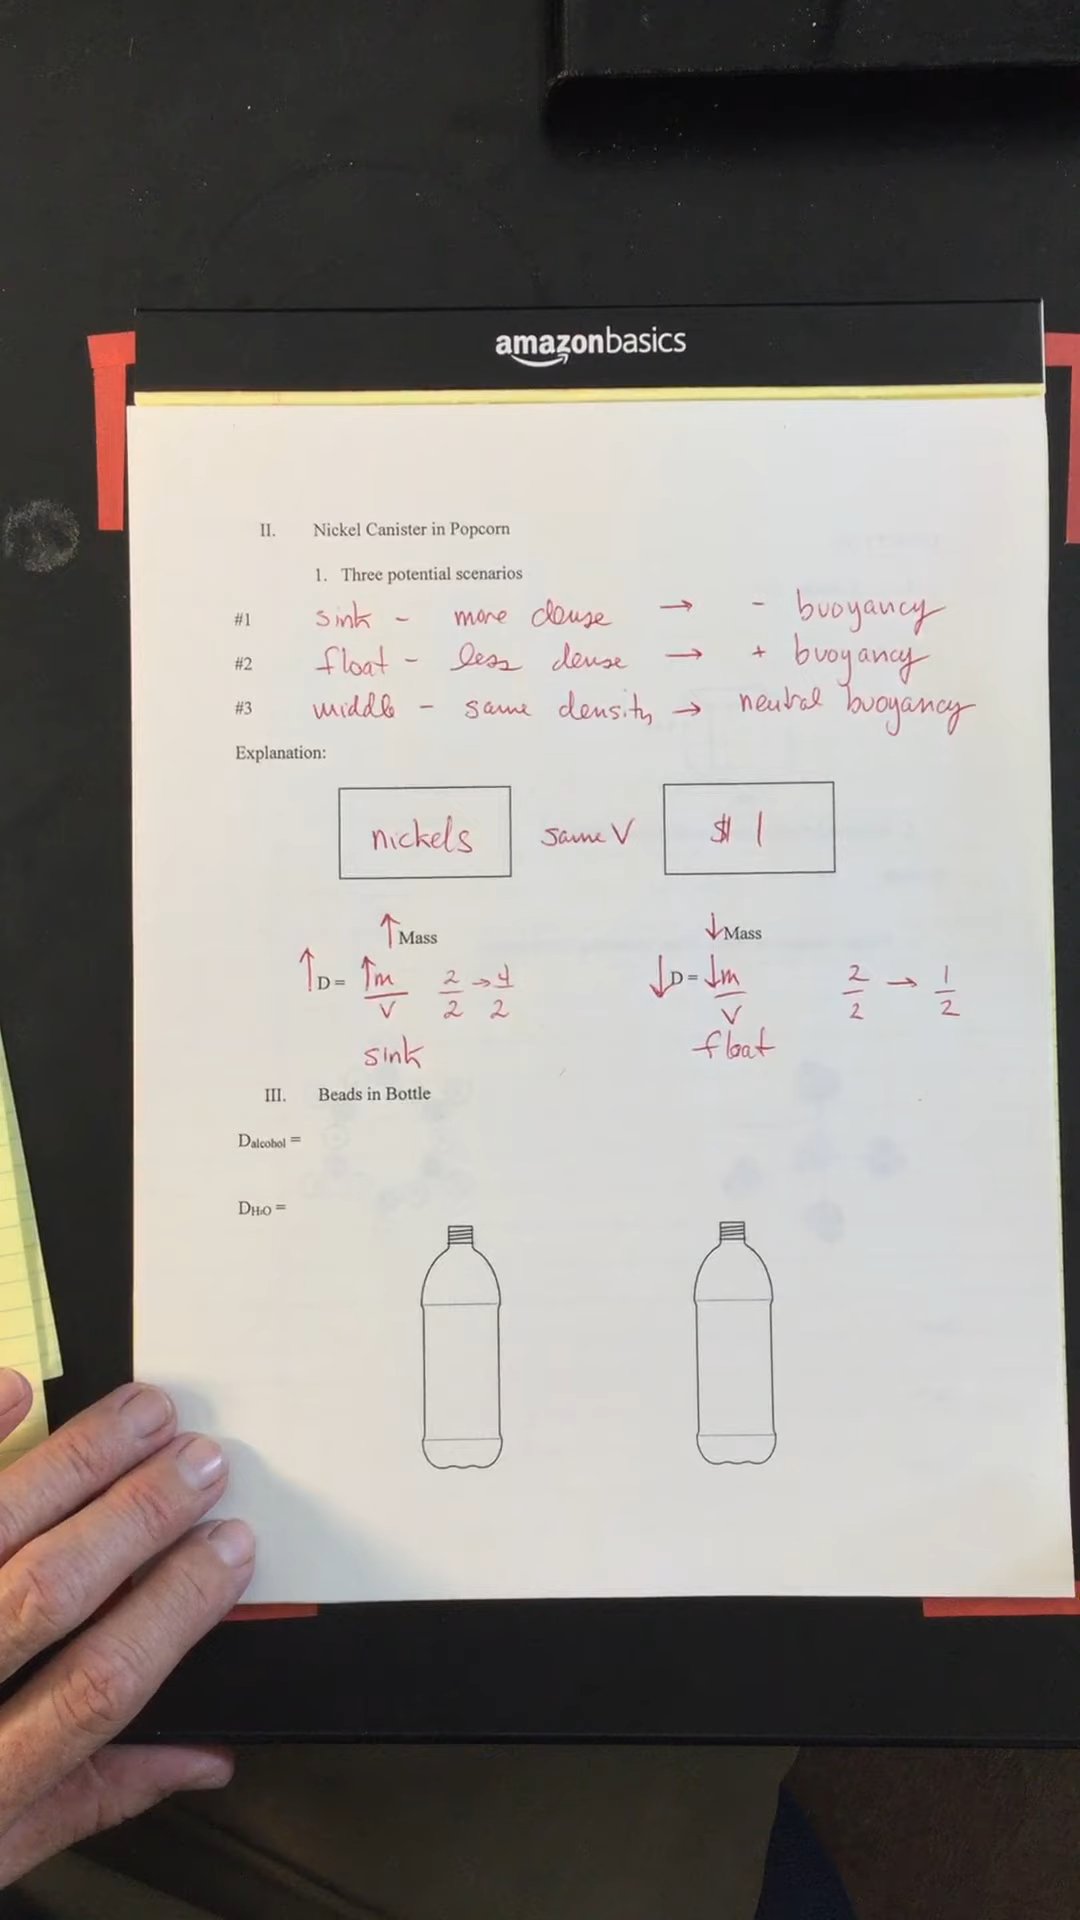 amazonbasics
II. Nickel Canister in Popcorn
1. Three potential scenarios
#1 sink - more dense → - buoyancy
#2 float - less dense → + buoyancy
#3 middle - same density → neutral buoyancy
Explanation:
nickels same V $ 1
↑ Mass ↓ Mass
↑D = ↑m/V 2/2 → 4/2 ↓D = ↓m/V 2/2 → 1/2
sink float
III. Beads in Bottle
Dalcohol =
DH₂O =